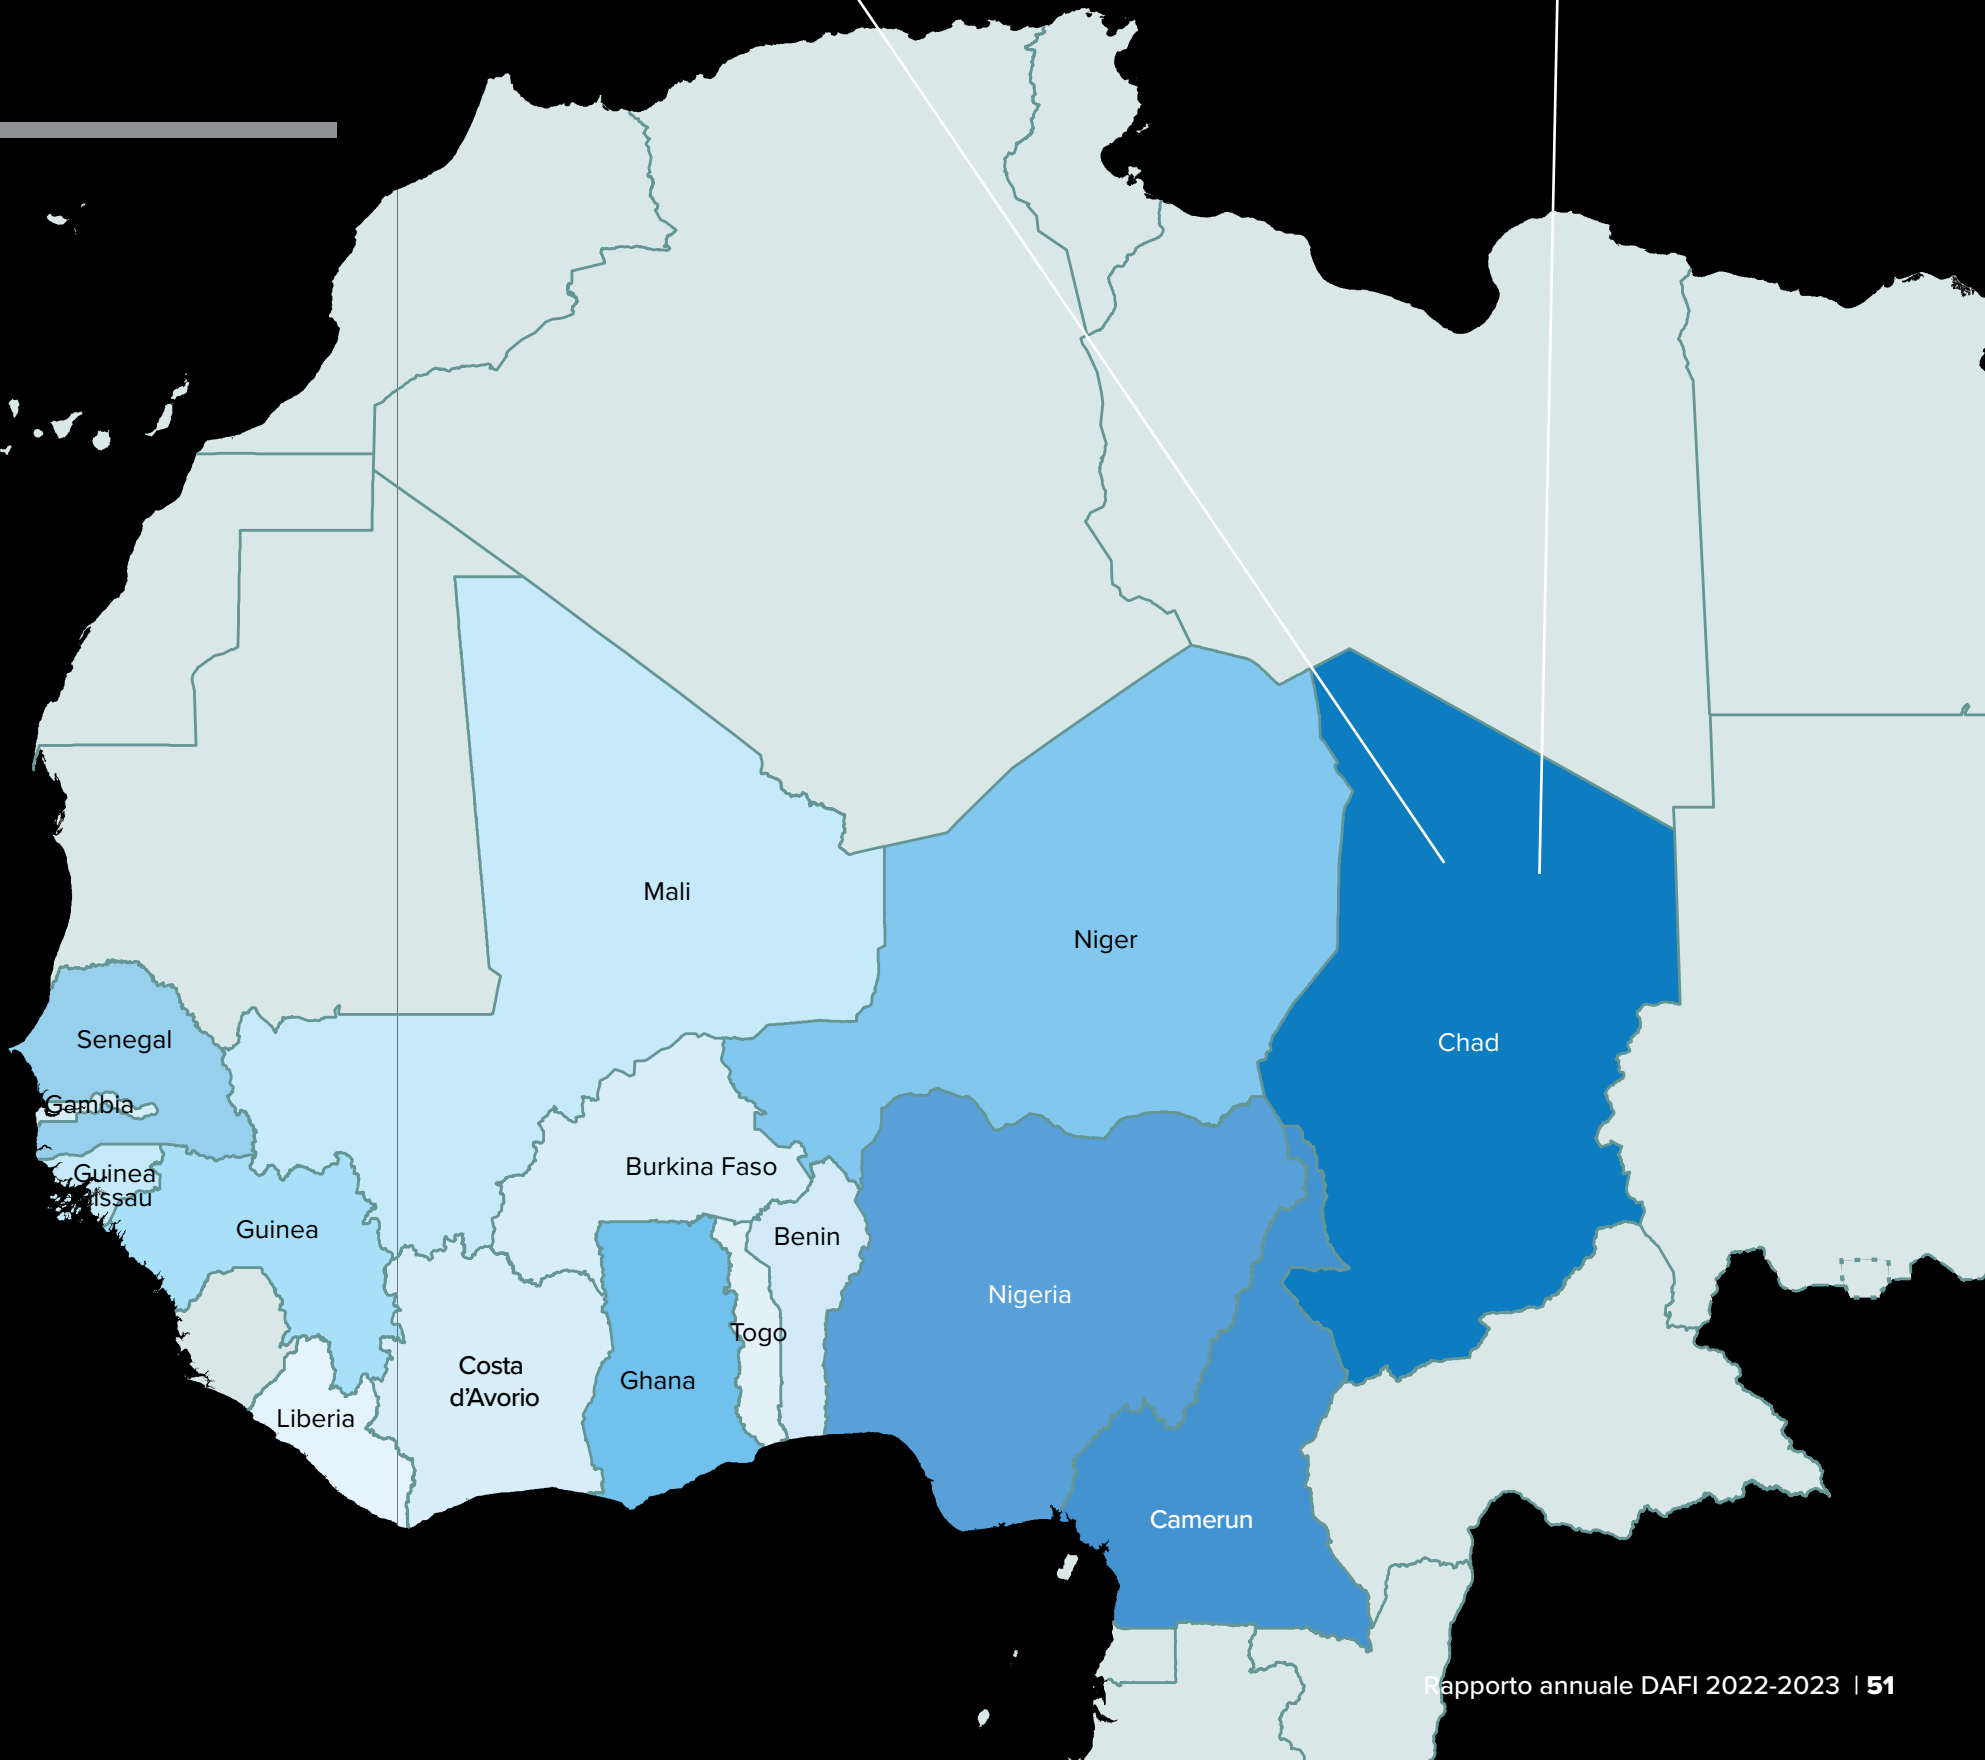 Mali
Niger
Senegal
Chad
Gambia
Burkina Faso
Guinea
issau
Guinea
Benin
Nigeria
Togo
Costa
d’Avorio
Ghana
Liberia
Camerun
Rapporto annuale DAFI 2022-2023 | 51